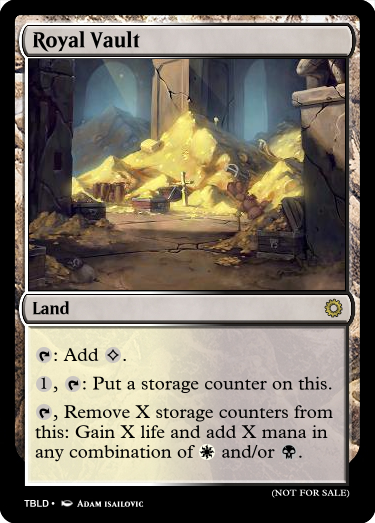 Royal Vault
Land
: Add .
1, : Put a storage counter on this.
, Remove X storage counters from
this: Gain X life and add X mana in
any combination of and/or .
(NOT FOR SALE)
TBLD • Adam isailovic